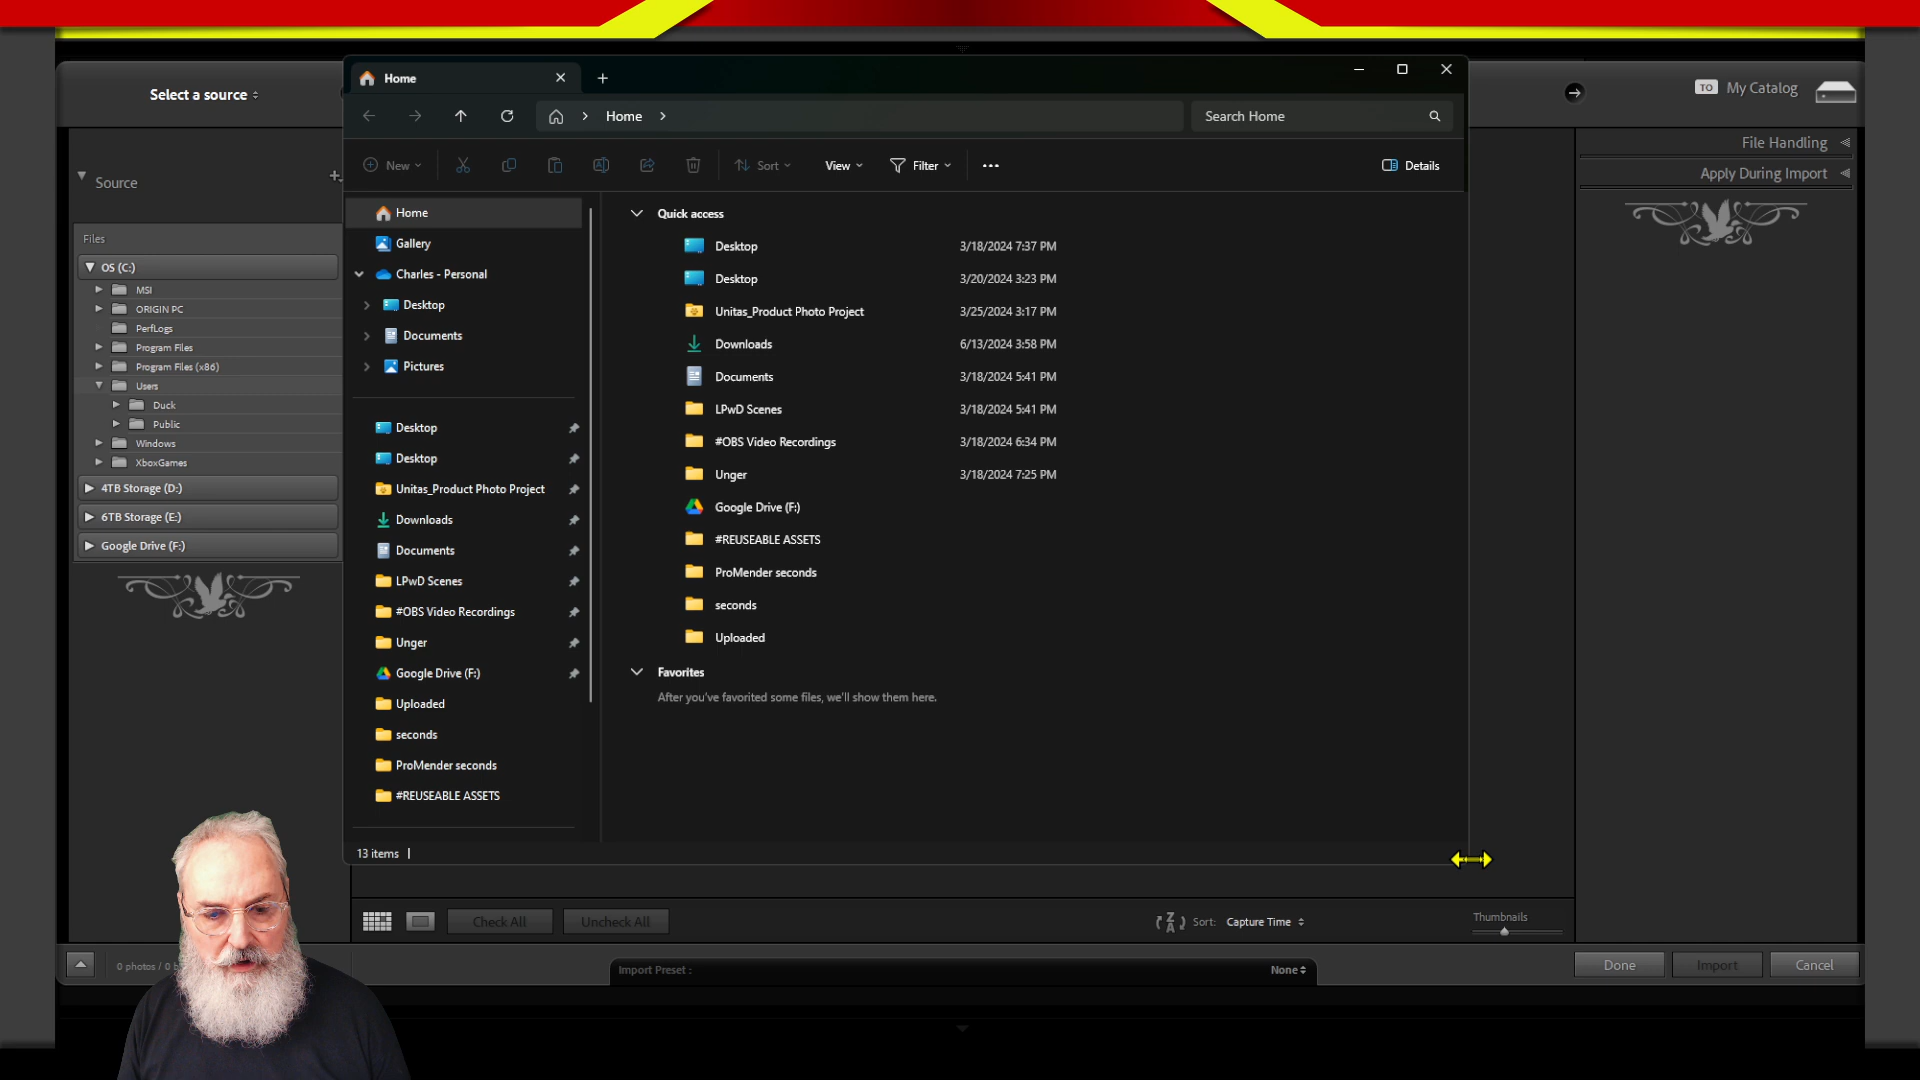 Home
Select a source
TO My Catalog
Home
Search Home
File Handling
Apply During Import
New
Sort
View
Filter
Details
Source
Files
OS (C:)
MSI
ORIGIN PC
PerfLogs
Program Files
Program Files (x86)
Users
Duck
Public
Windows
XboxGames
4TB Storage (D:)
6TB Storage (E:)
Google Drive (F:)
Home
Gallery
Charles - Personal
Desktop
Documents
Pictures
Desktop
Desktop
Unitas_Product Photo Project
Downloads
Documents
LPwD Scenes
#OBS Video Recordings
Unger
Google Drive (F:)
Uploaded
seconds
ProMender seconds
#REUSEABLE ASSETS
Quick access
Desktop 3/18/2024 7:37 PM
Desktop 3/20/2024 3:23 PM
Unitas_Product Photo Project 3/25/2024 3:17 PM
Downloads 6/13/2024 3:58 PM
Documents 3/18/2024 5:41 PM
LPwD Scenes 3/18/2024 5:41 PM
#OBS Video Recordings 3/18/2024 6:34 PM
Unger 3/18/2024 7:25 PM
Google Drive (F:)
#REUSEABLE ASSETS
ProMender seconds
seconds
Uploaded
Favorites
After you've favorited some files, we'll show them here.
13 items
Check All
Uncheck All
Z A Sort: Capture Time
Thumbnails
0 photos / 0
Import Preset :
None
Done
Import
Cancel